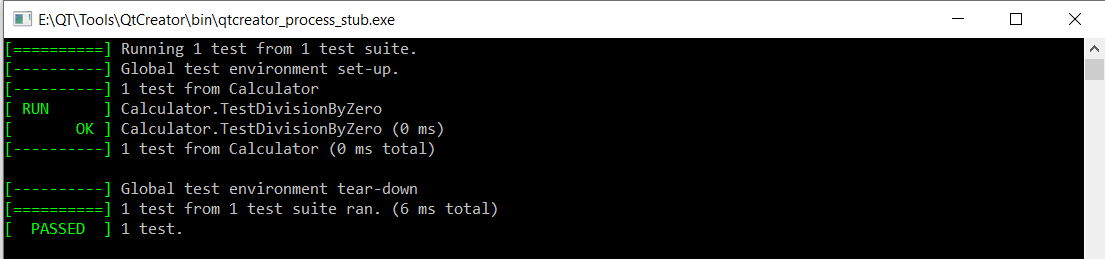 E:\QT\Tools\QtCreator\bin\qtcreator_process_stub.exe
[==========] Running 1 test from 1 test suite.
[----------] Global test environment set-up.
[----------] 1 test from Calculator
[ RUN      ] Calculator.TestDivisionByZero
[       OK ] Calculator.TestDivisionByZero (0 ms)
[----------] 1 test from Calculator (0 ms total)
[----------] Global test environment tear-down
[==========] 1 test from 1 test suite ran. (6 ms total)
[  PASSED  ] 1 test.